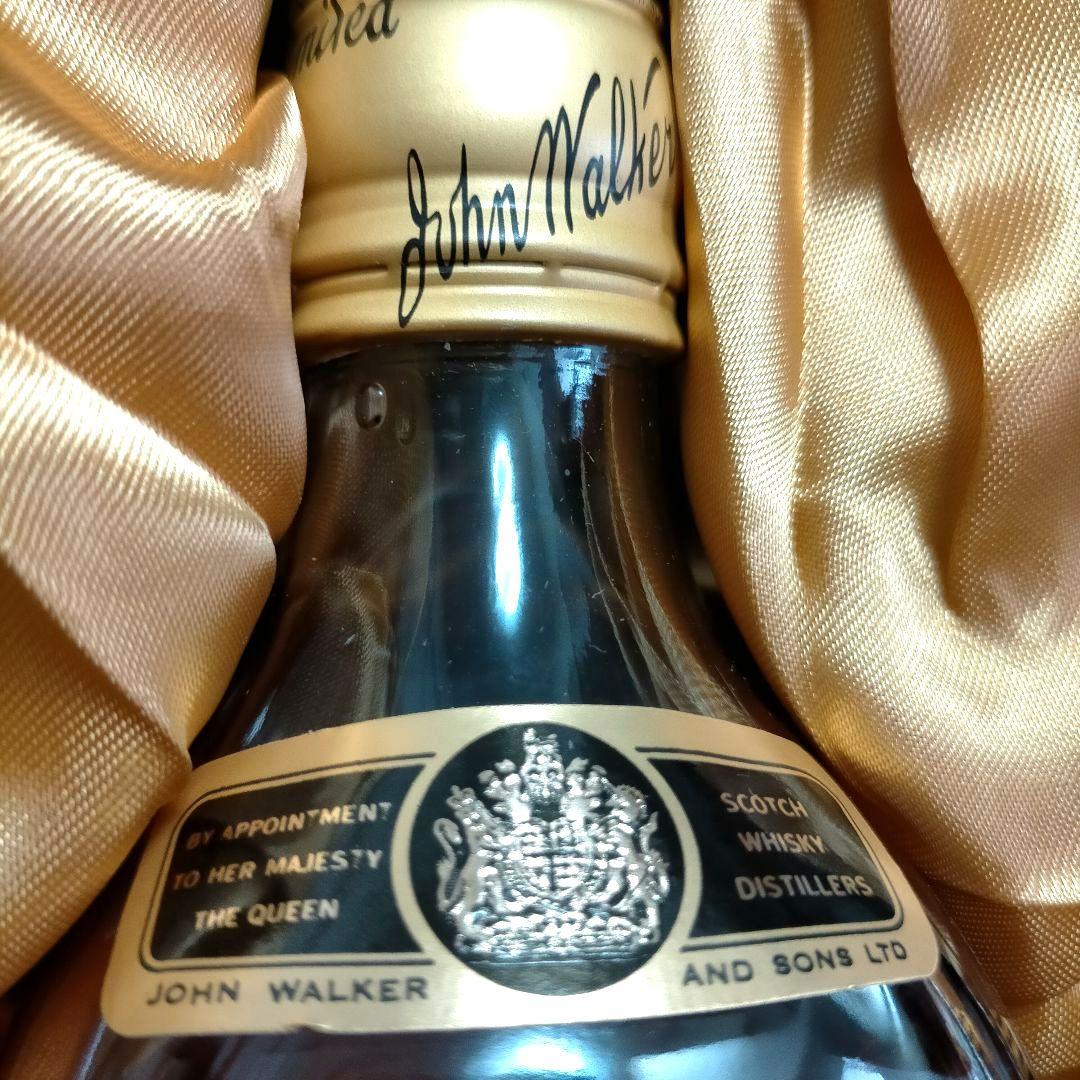 John Walker
BY APPOINTMENT
TO HER MAJESTY
THE QUEEN
SCOTCH
WHISKY
DISTILLERS
JOHN WALKER
AND SONS LTD